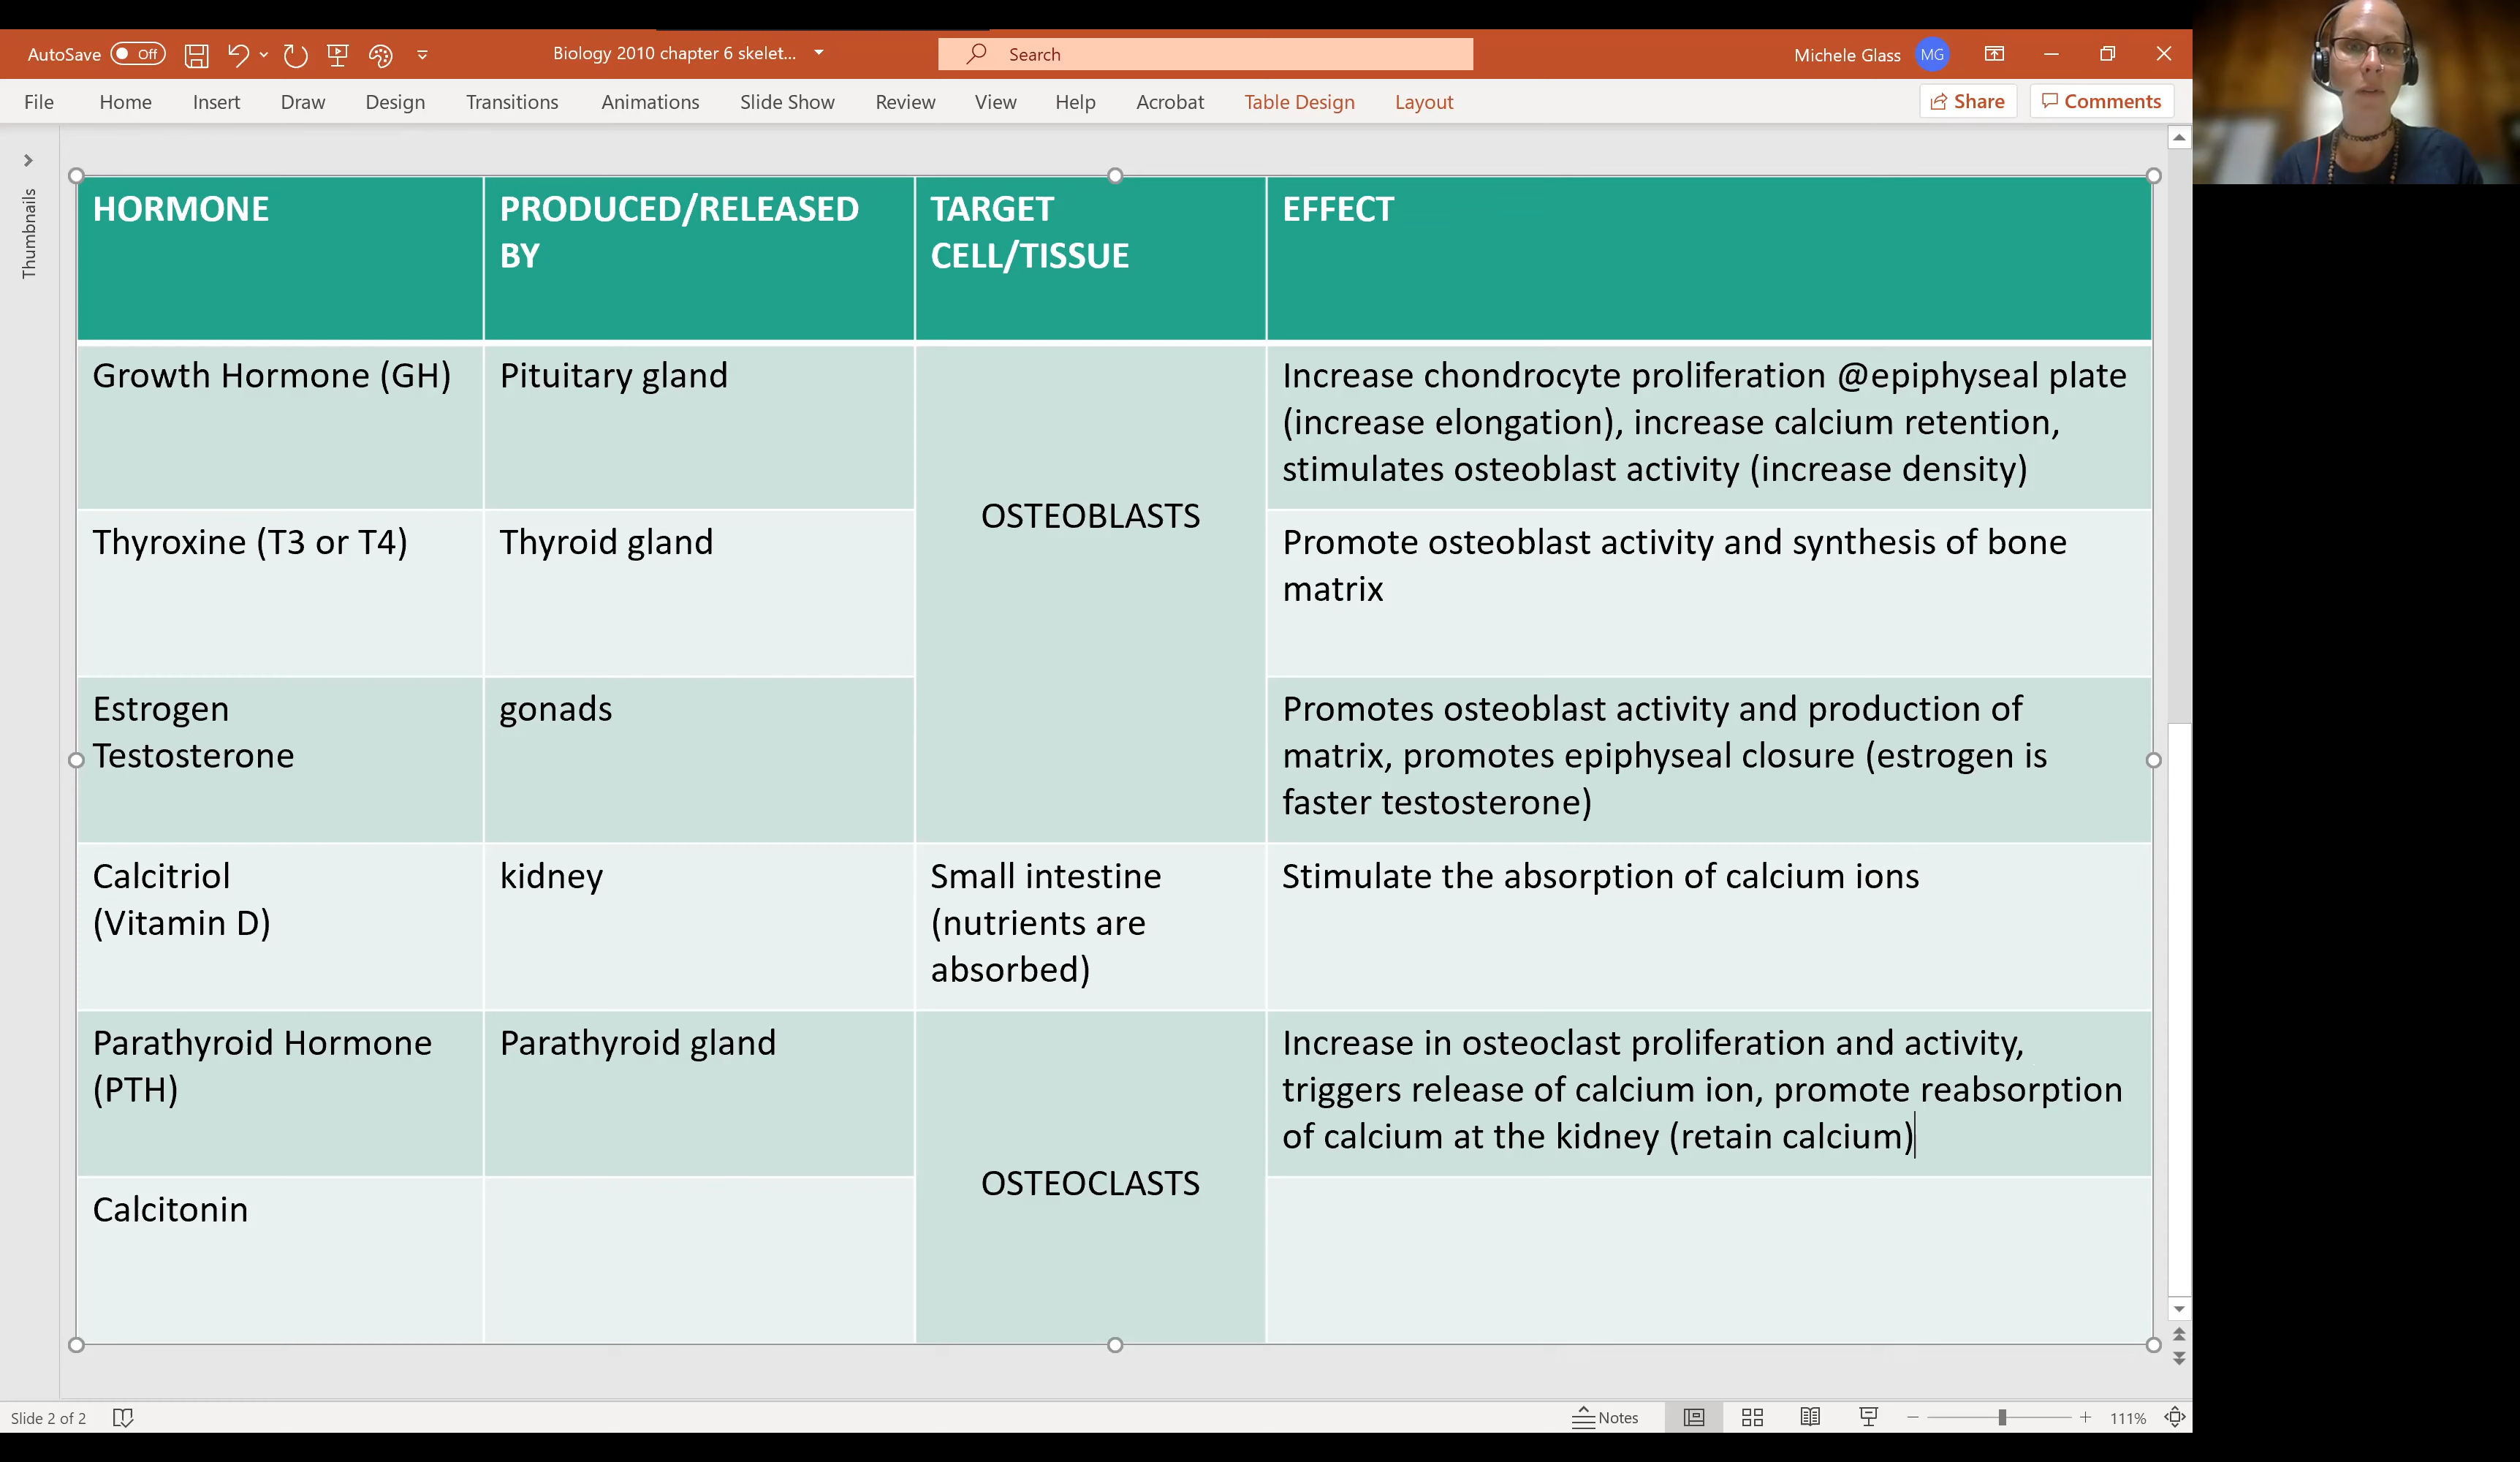 AutoSave Off
Biology 2010 chapter 6 skelet...
Search
Michele Glass MG
File Home Insert Draw Design Transitions Animations Slide Show Review View Help Acrobat Table Design Layout
Share Comments
Thumbnails
HORMONE
PRODUCED/RELEASED
BY
TARGET
CELL/TISSUE
EFFECT
Growth Hormone (GH)
Pituitary gland
OSTEOBLASTS
Increase chondrocyte proliferation @epiphyseal plate
(increase elongation), increase calcium retention,
stimulates osteoblast activity (increase density)
Thyroxine (T3 or T4)
Thyroid gland
Promote osteoblast activity and synthesis of bone
matrix
Estrogen
Testosterone
gonads
Promotes osteoblast activity and production of
matrix, promotes epiphyseal closure (estrogen is
faster testosterone)
Calcitriol
(Vitamin D)
kidney
Small intestine
(nutrients are
absorbed)
Stimulate the absorption of calcium ions
Parathyroid Hormone
(PTH)
Parathyroid gland
OSTEOCLASTS
Increase in osteoclast proliferation and activity,
triggers release of calcium ion, promote reabsorption
of calcium at the kidney (retain calcium)
Calcitonin
Slide 2 of 2
Notes
111%